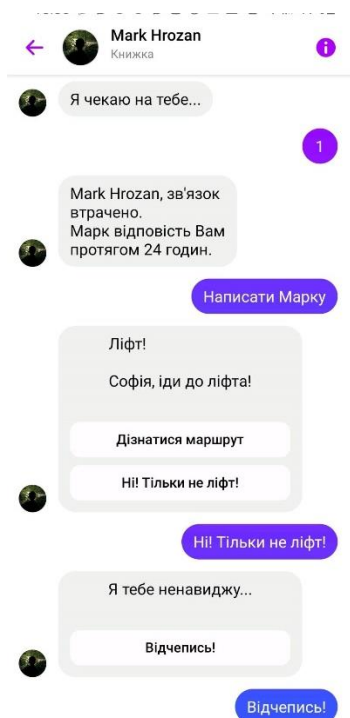 Mark Hrozan
Книжка
Я чекаю на тебе...
1
Mark Hrozan, зв'язок
втрачено.
Марк відповість Вам
протягом 24 годин.
Написати Марку
Ліфт!
Софія, іди до ліфта!
Дізнатися маршрут
Ні! Тільки не ліфт!
Ні! Тільки не ліфт!
Я тебе ненавиджу...
Відчепись!
Відчепись!